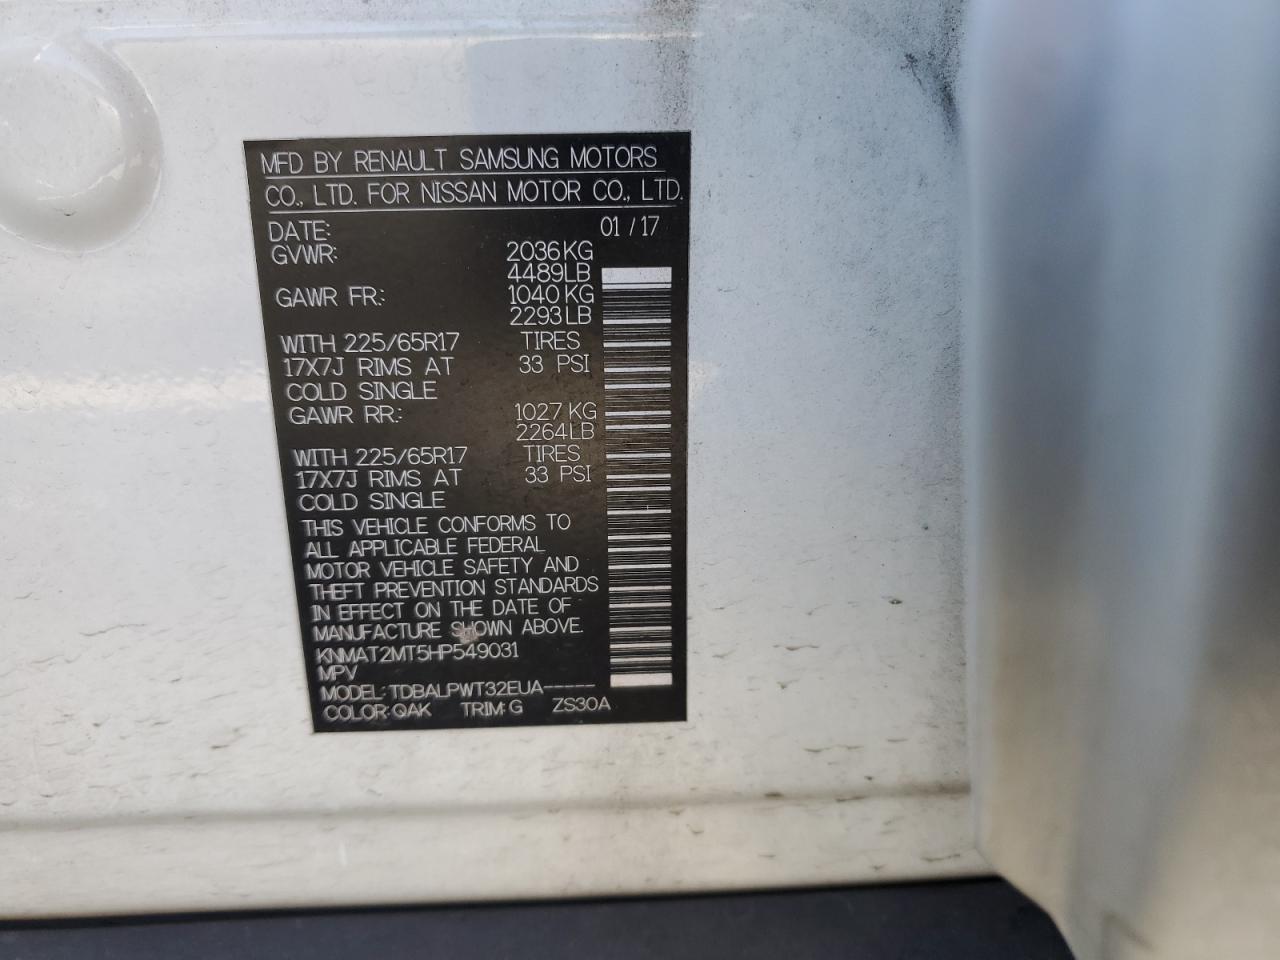 MFD BY RENAULT SAMSUNG MOTORS
CO., LTD. FOR NISSAN MOTOR CO., LTD.
DATE: 01 / 17
GVWR: 2036 KG
4489 LB
GAWR FR.: 1040 KG
2293 LB
WITH 225/65R17 TIRES
17X7J RIMS AT 33 PSI
COLD SINGLE
GAWR RR.: 1027 KG
2264 LB
WITH 225/65R17 TIRES
17X7J RIMS AT 33 PSI
COLD SINGLE
THIS VEHICLE CONFORMS TO
ALL APPLICABLE FEDERAL
MOTOR VEHICLE SAFETY AND
THEFT PREVENTION STANDARDS
IN EFFECT ON THE DATE OF
MANUFACTURE SHOWN ABOVE.
KNMAT2MT5HP549031
MPV
MODEL: TDBALPWT32EUA-----
COLOR: QAK TRIM: G ZS30A